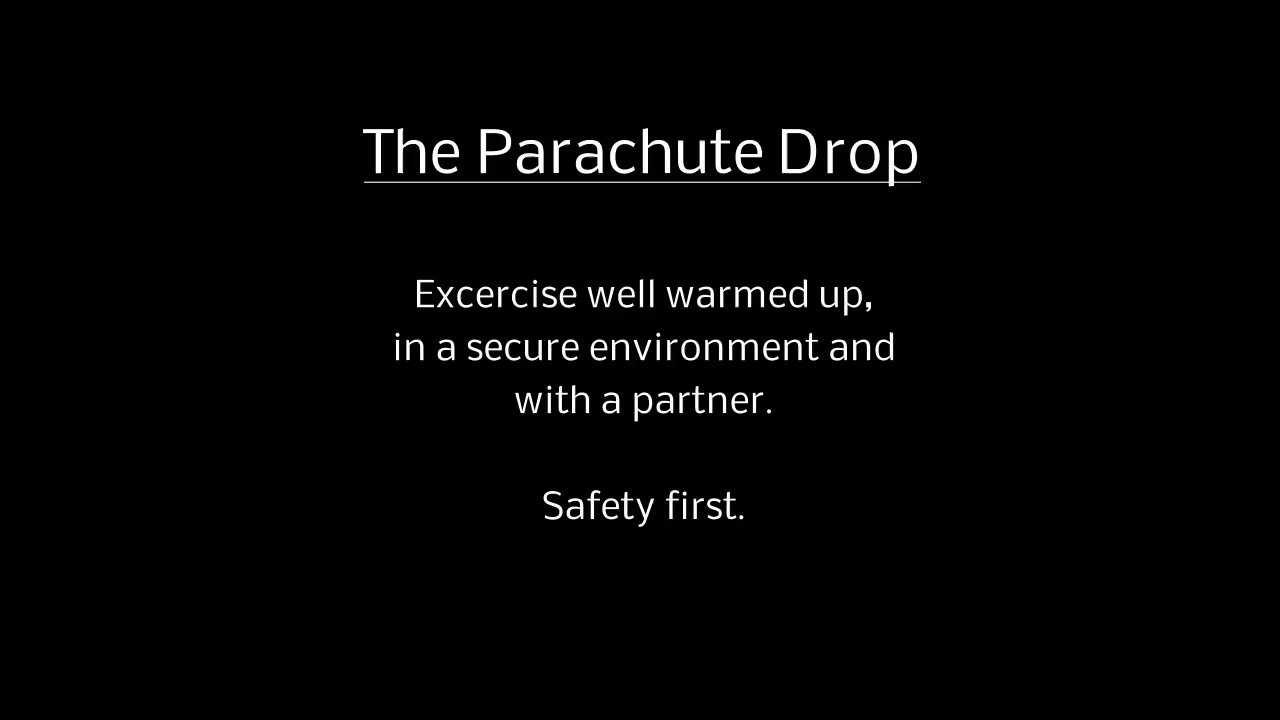 The Parachute Drop
Excercise well warmed up,
in a secure environment and
with a partner.
Safety first.